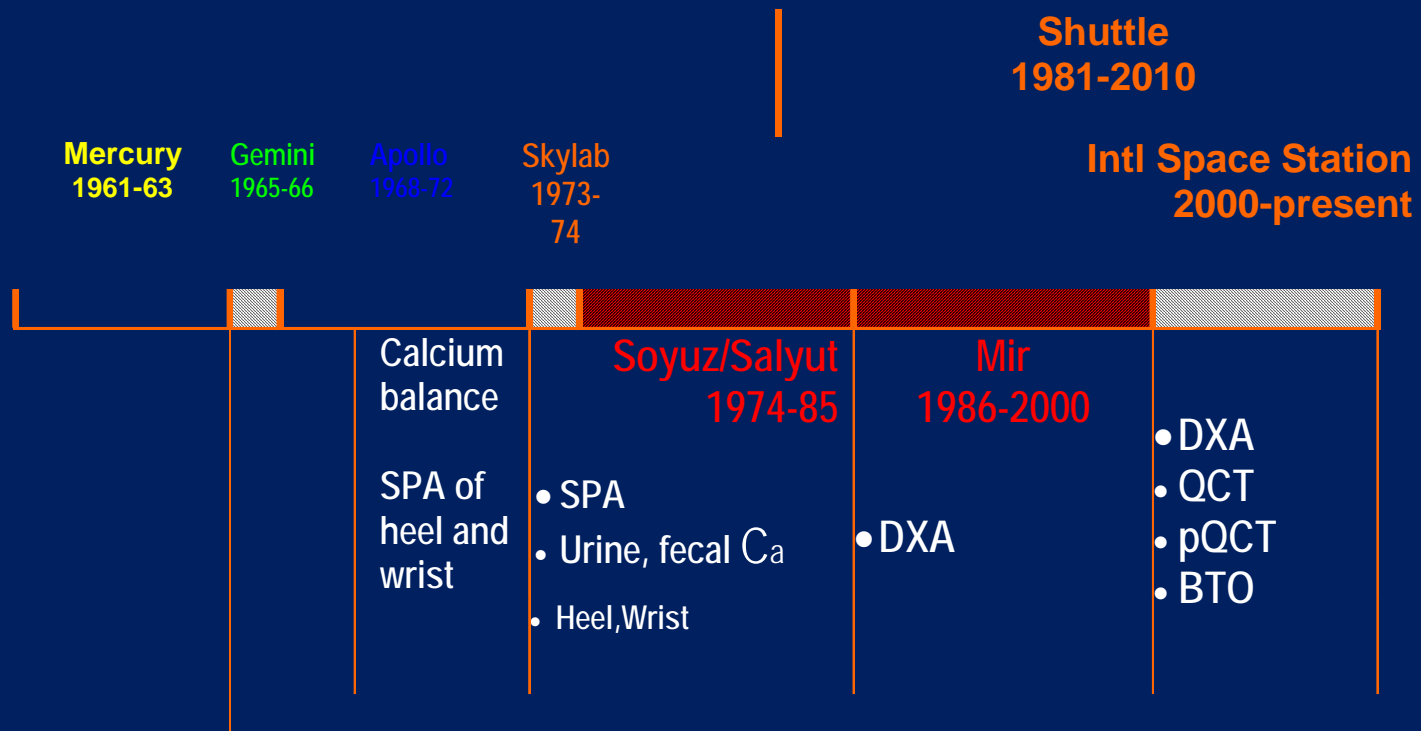 Shuttle
1981-2010
Mercury
1961-63
Gemini
1965-66
Apollo
1968-72
Skylab
1973-
74
Intl Space Station
2000-present
Calcium
balance
SPA of
heel and
wrist
Soyuz/Salyut
1974-85
• SPA
• Urine, fecal Ca
• Heel,Wrist
Mir
1986-2000
• DXA
• DXA
• QCT
• pQCT
• BTO